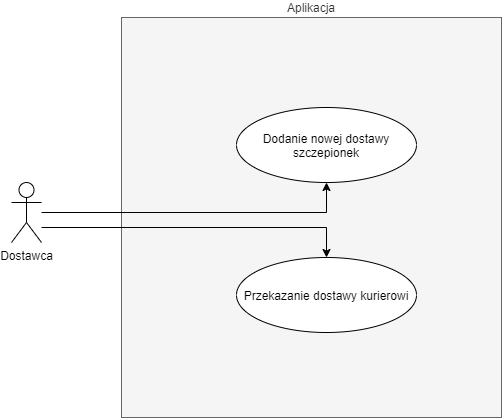 Aplikacja
Dodanie nowej dostawy
szczepionek
Dostawca
Przekazanie dostawy kurierowi